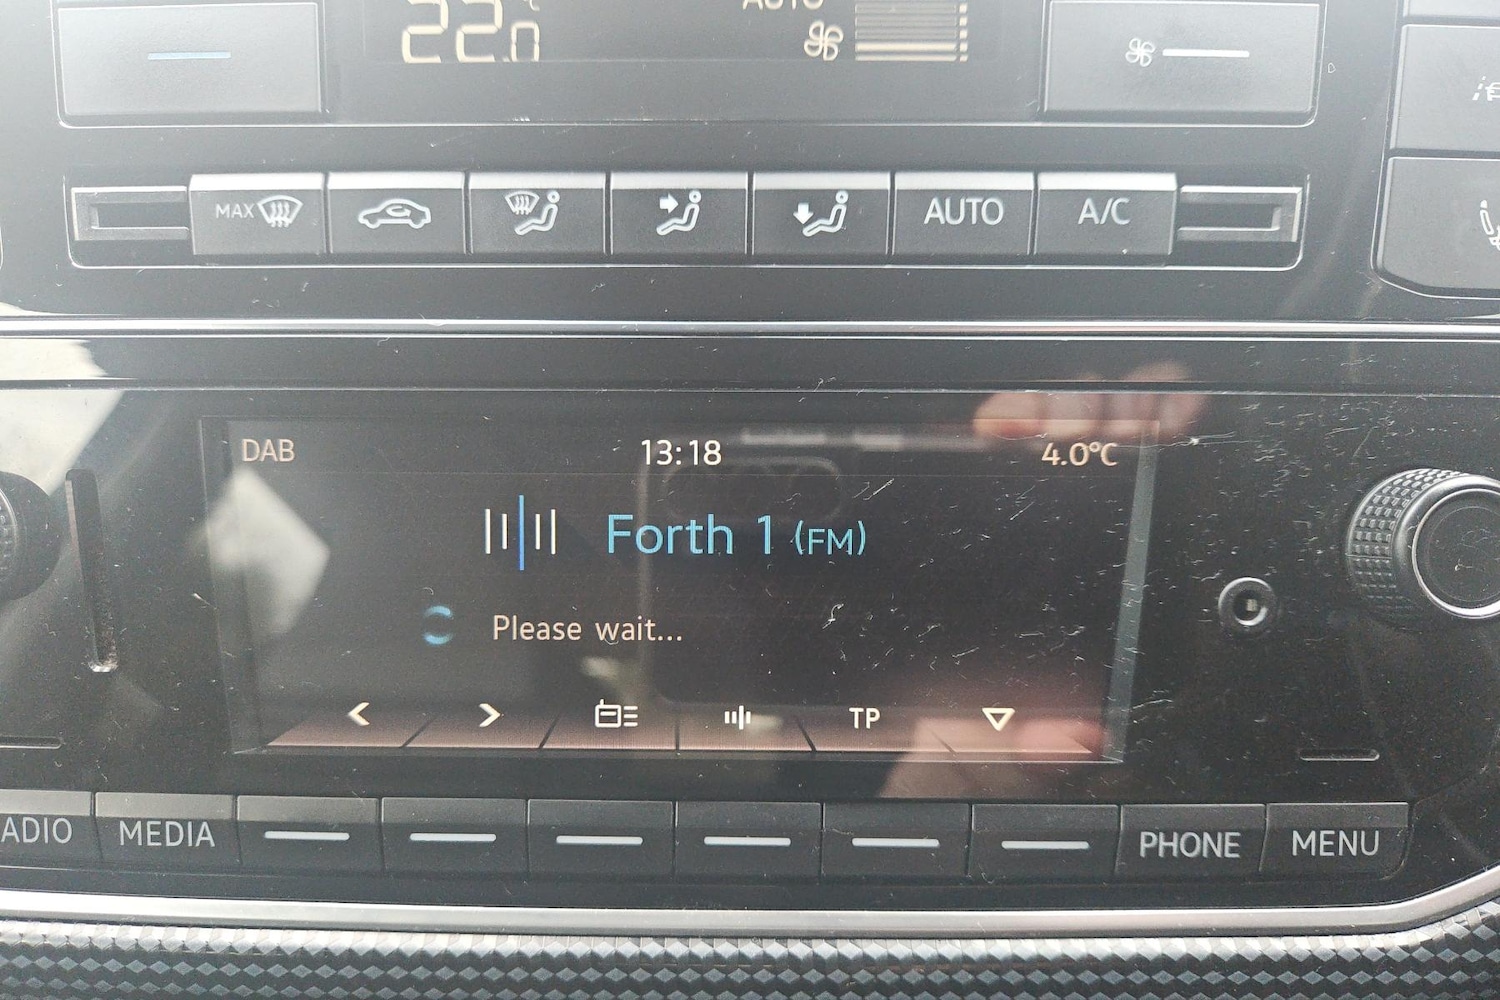 22.0
AUTO
MAX
AUTO
A/C
DAB
13:18
4.0°C
Forth 1 (FM)
Please wait...
TP
ADIO
MEDIA
PHONE
MENU